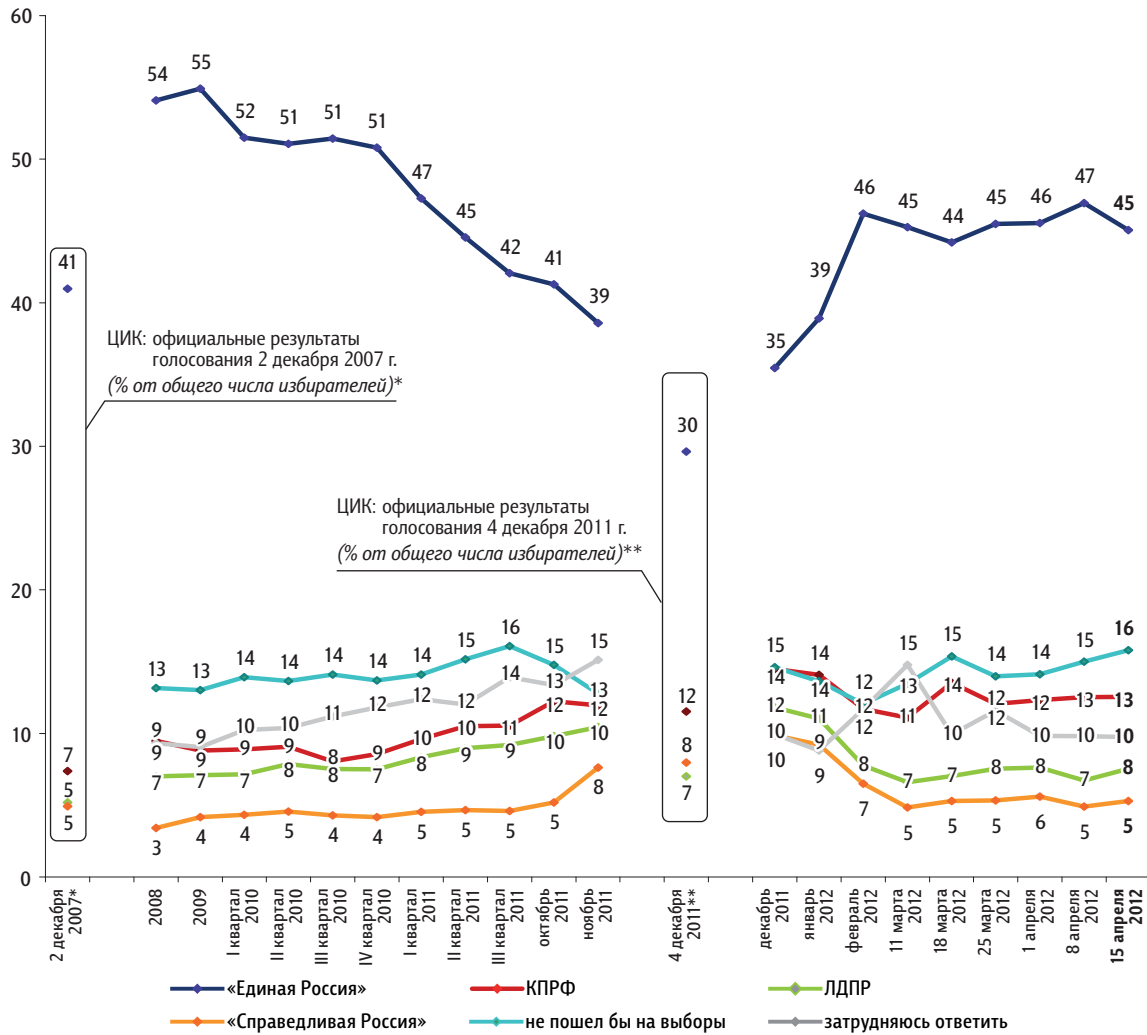 60
50
40
30
20
10
0
54 55 52 51 51 51 47 45 42 41 39
35 39 46 45 44 45 46 47 45
41
7
5
5
ЦИК: официальные результаты
голосования 2 декабря 2007 г.
(% от общего числа избирателей)*
30
12
8
7
ЦИК: официальные результаты
голосования 4 декабря 2011 г.
(% от общего числа избирателей)**
13 13 14 14 14 14 14 15 16 15 13
9 9 10 10 11 12 12 12 14 13 15
9 9 9 9 8 9 10 10 11 12 12
7 7 7 8 8 7 8 9 9 10 10
3 4 4 5 4 4 5 5 5 5 8
15 14 12 13 15 14 14 15 16
14 14 12 11 14 12 12 13 13
10 9 12 15 10 12 10 10 10
12 11 8 7 7 8 8 7 8
10 9 7 5 5 5 6 5 5
2 декабря 2007*
2008
2009
I квартал 2010
II квартал 2010
III квартал 2010
IV квартал 2010
I квартал 2011
II квартал 2011
III квартал 2011
октябрь 2011
ноябрь 2011
4 декабря 2011**
декабрь 2011
январь 2012
февраль 2012
11 марта 2012
18 марта 2012
25 марта 2012
1 апреля 2012
8 апреля 2012
15 апреля 2012
«Единая Россия» КПРФ ЛДПР
«Справедливая Россия» не пошел бы на выборы затрудняюсь ответить